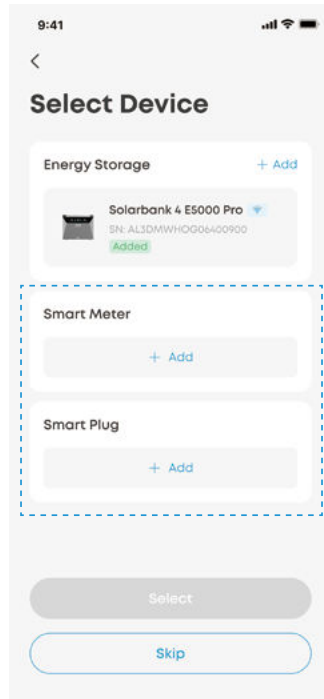 9:41
Select Device
Energy Storage + Add
Solarbank 4 E5000 Pro
SN: AL3DMWHOG06400900
Added
Smart Meter
+ Add
Smart Plug
+ Add
Select
Skip